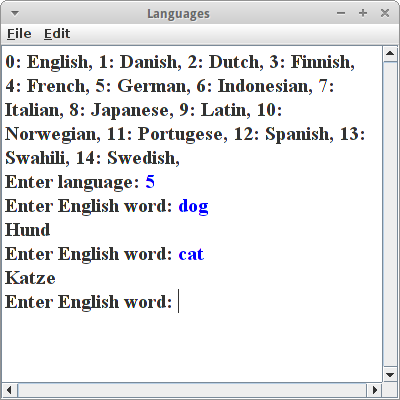 Languages
File Edit
0: English, 1: Danish, 2: Dutch, 3: Finnish,
4: French, 5: German, 6: Indonesian, 7:
Italian, 8: Japanese, 9: Latin, 10:
Norwegian, 11: Portugese, 12: Spanish, 13:
Swahili, 14: Swedish,
Enter language: 5
Enter English word: dog
Hund
Enter English word: cat
Katze
Enter English word: